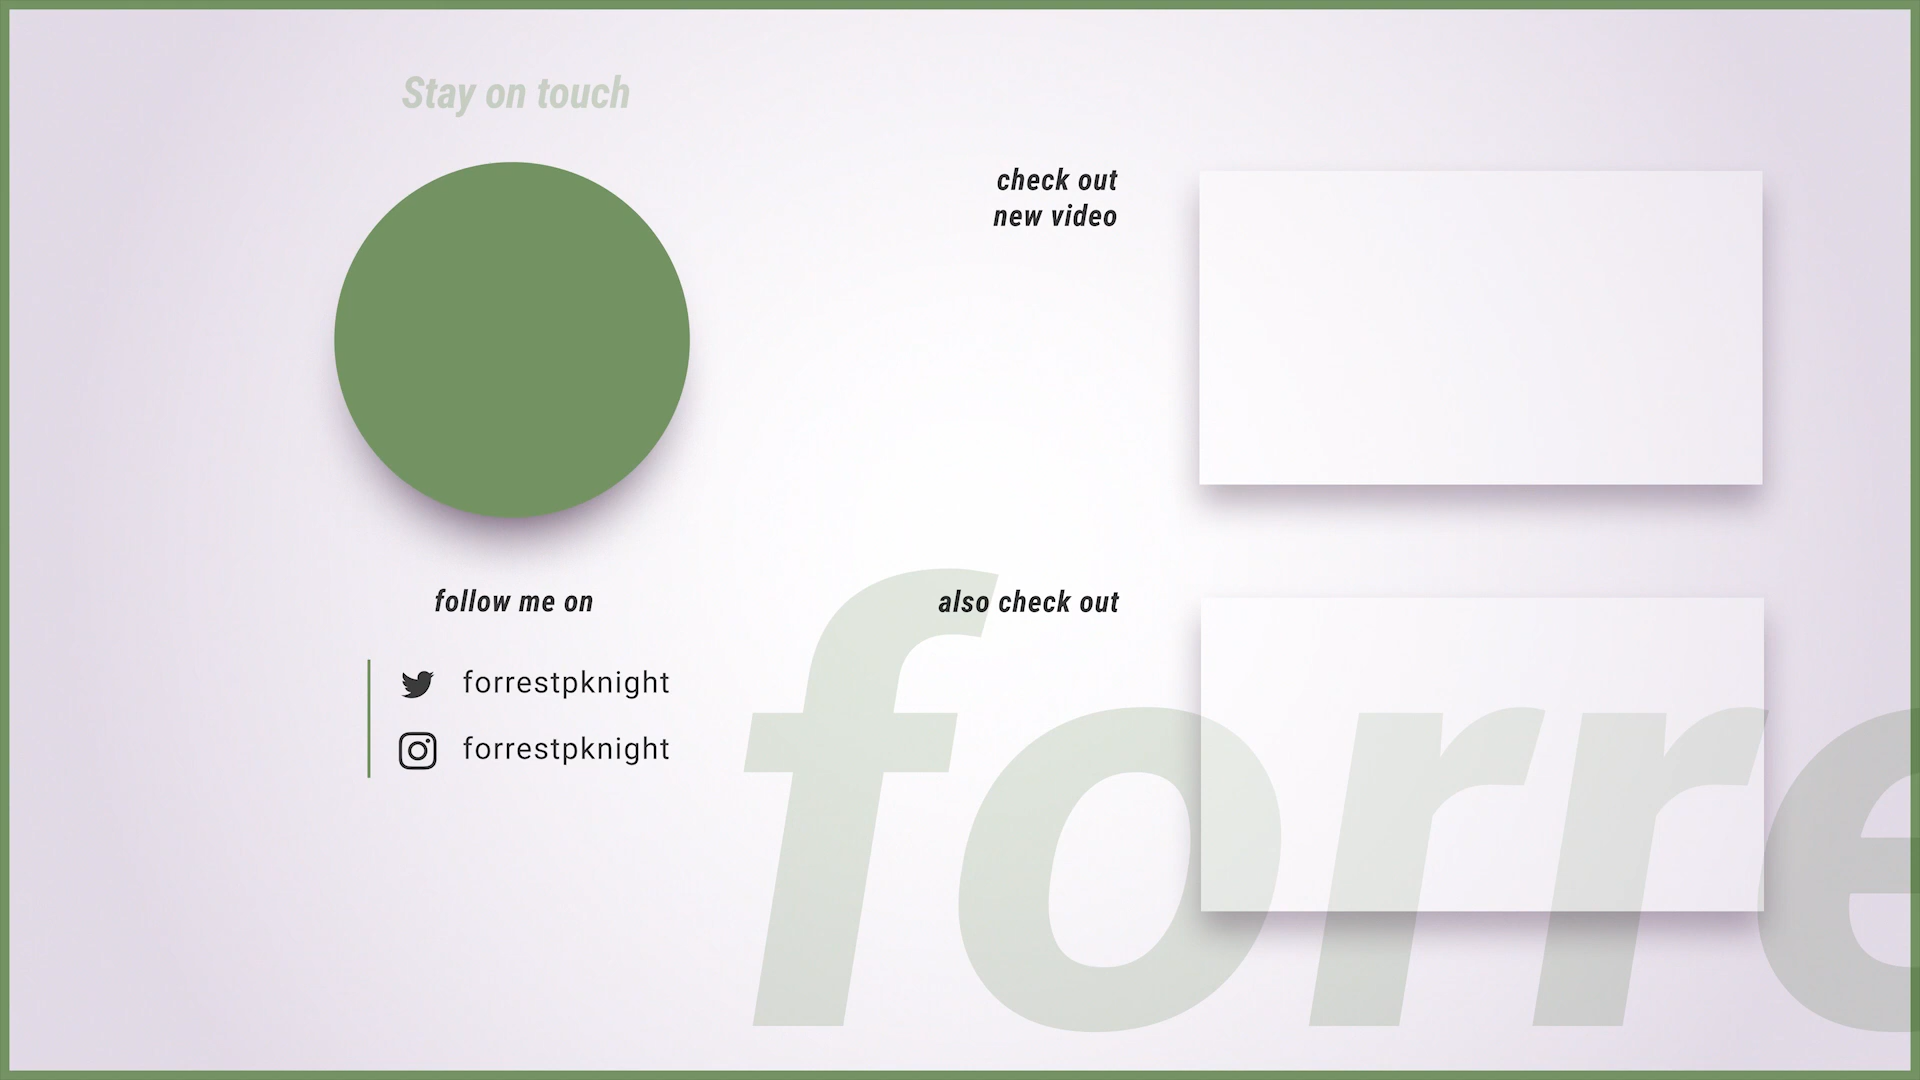 Stay on touch
check out
new video
follow me on
also check out
forrestpknight
forrestpknight
forre